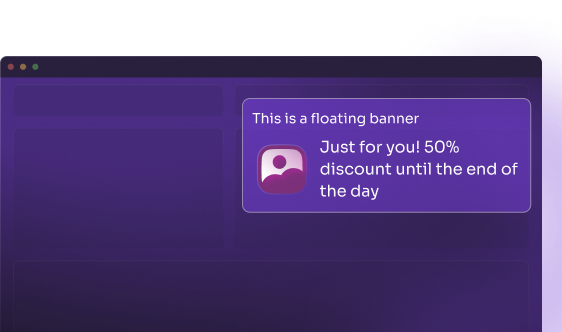 This is a floating banner
Just for you! 50%
discount until the end of
the day